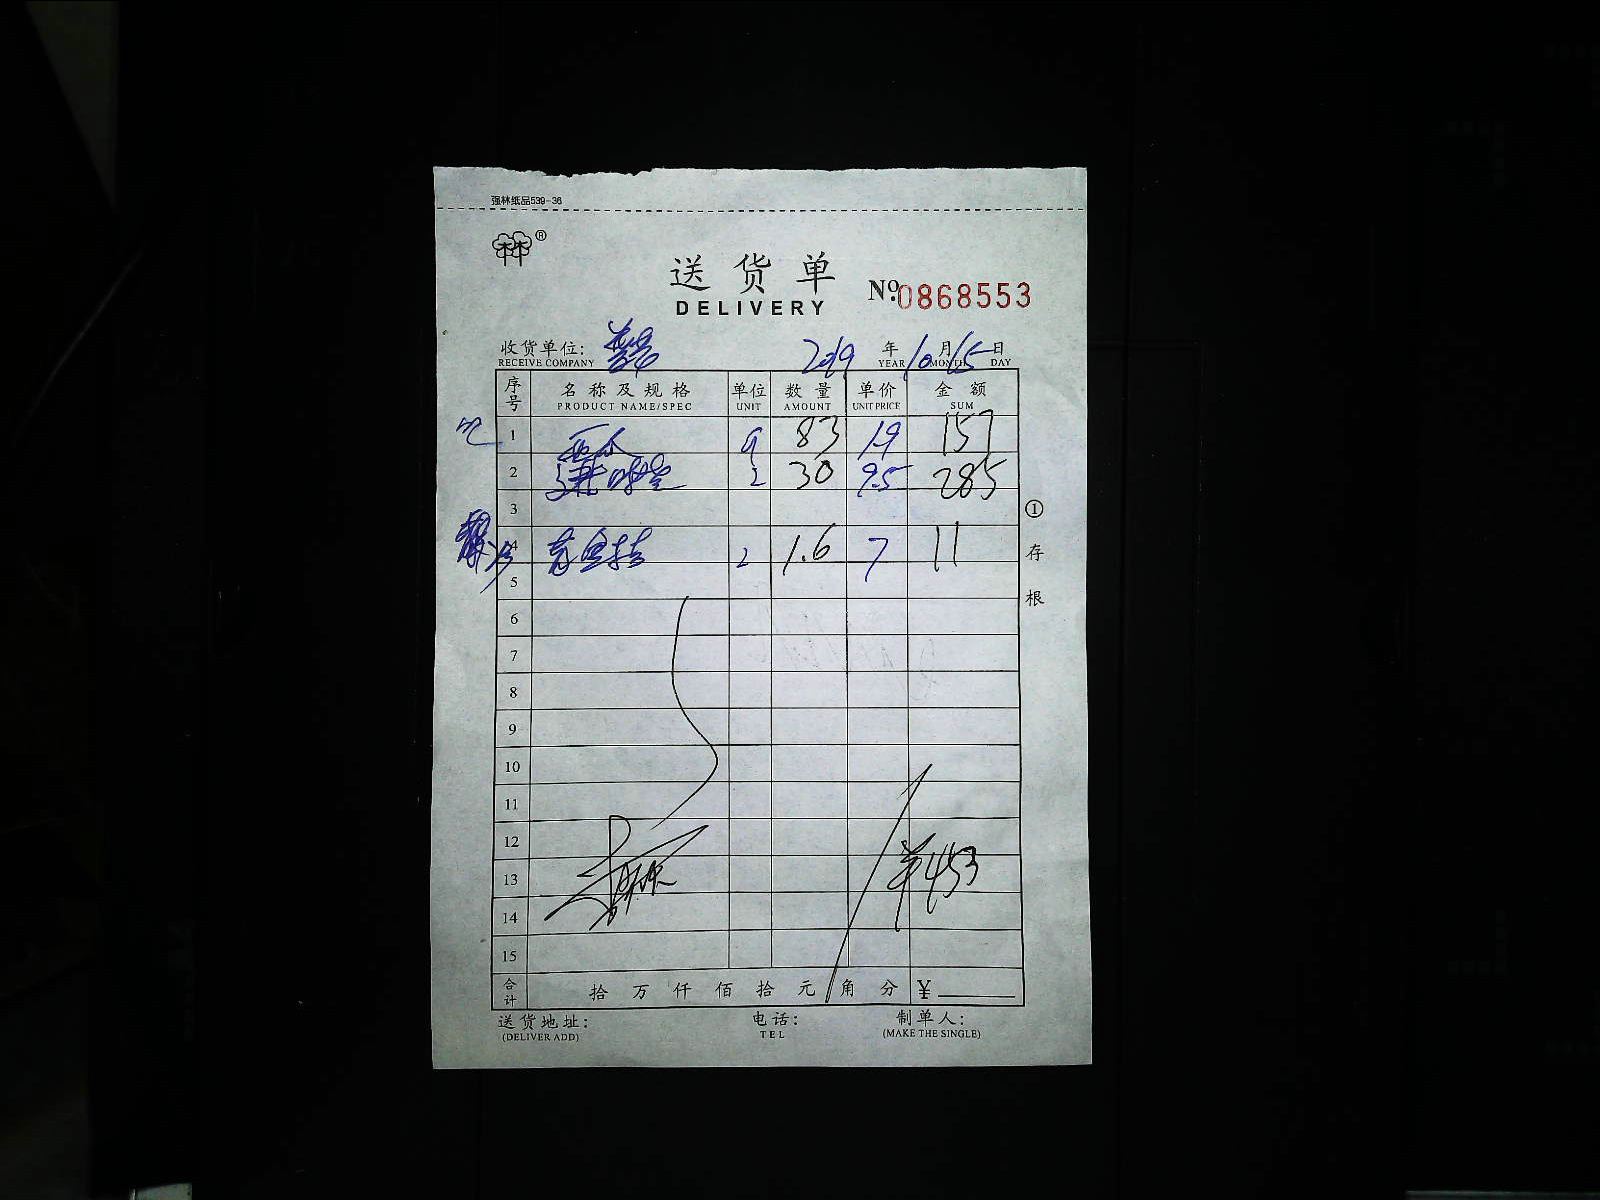 强林纸品539-36
林®
送货单
DELIVERY
No.0868553
收货单位:
RECEIVE COMPANY
2019 年 10 月 15 日
YEAR MONTH DAY
序号 名称及规格 单位 数量 单价 金额
PRODUCT NAME/SPEC UNIT AMOUNT UNIT PRICE SUM
1 83 1.9 157
2 30 9.5 285
3
4 1.6 7 11
5
6
7
8
9
10
11
12
13 ¥453
14
15
合计 拾 万 仟 佰 拾 元 角 分 ¥
①存根
送货地址: 电话: 制单人:
(DELIVER ADD) TEL (MAKE THE SINGLE)